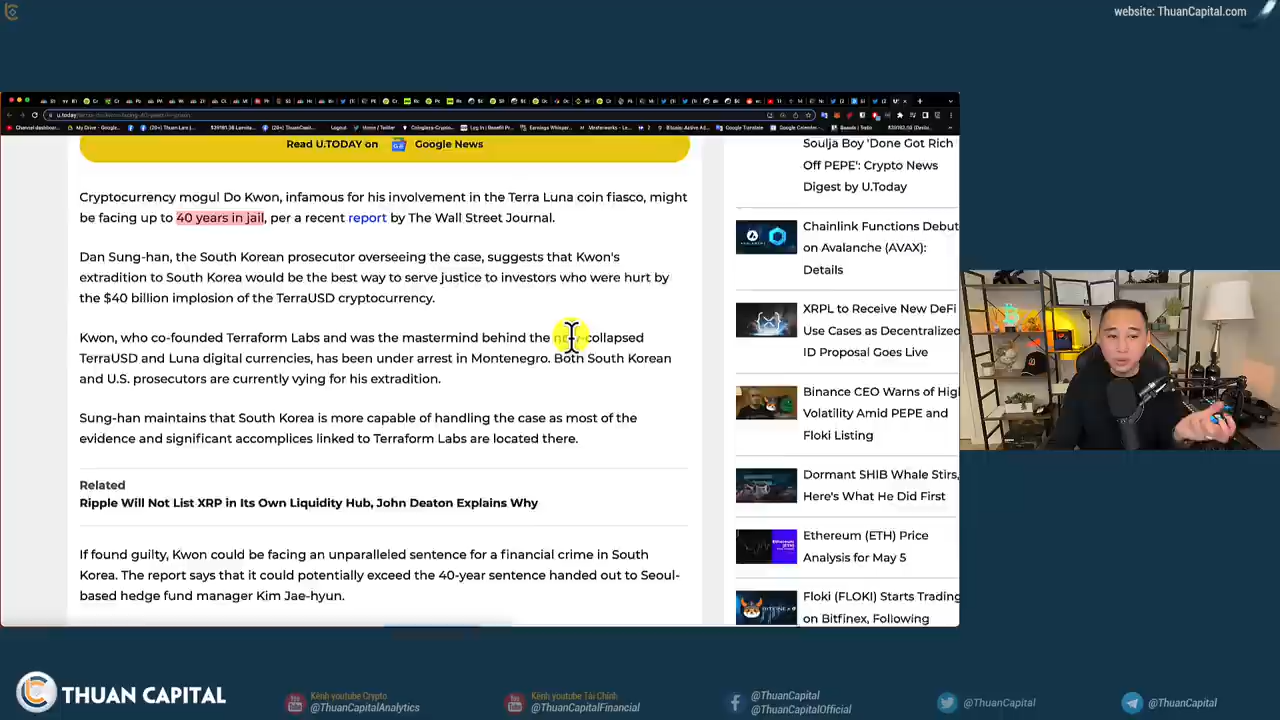 website: ThuanCapital.com
Read U.TODAY on Google News
Cryptocurrency mogul Do Kwon, infamous for his involvement in the Terra Luna coin fiasco, might
be facing up to 40 years in jail, per a recent report by The Wall Street Journal.
Dan Sung-han, the South Korean prosecutor overseeing the case, suggests that Kwon's
extradition to South Korea would be the best way to serve justice to investors who were hurt by
the $40 billion implosion of the TerraUSD cryptocurrency.
Kwon, who co-founded Terraform Labs and was the mastermind behind the now-collapsed
TerraUSD and Luna digital currencies, has been under arrest in Montenegro. Both South Korean
and U.S. prosecutors are currently vying for his extradition.
Sung-han maintains that South Korea is more capable of handling the case as most of the
evidence and significant accomplices linked to Terraform Labs are located there.
Related
Ripple Will Not List XRP in Its Own Liquidity Hub, John Deaton Explains Why
If found guilty, Kwon could be facing an unparalleled sentence for a financial crime in South
Korea. The report says that it could potentially exceed the 40-year sentence handed out to Seoul-
based hedge fund manager Kim Jae-hyun.
Soulja Boy 'Done Got Rich
Off PEPE': Crypto News
Digest by U.Today
Chainlink Functions Debut
on Avalanche (AVAX):
Details
XRPL to Receive New DeFi
Use Cases as Decentralized
ID Proposal Goes Live
Binance CEO Warns of High
Volatility Amid PEPE and
Floki Listing
Dormant SHIB Whale Stirs,
Here's What He Did First
Ethereum (ETH) Price
Analysis for May 5
Floki (FLOKI) Starts Trading
on Bitfinex, Following
THUAN CAPITAL
Kênh youtube Crypto
@ThuanCapitalAnalytics
Kênh youtube Tài Chính
@ThuanCapitalFinancial
@ThuanCapital
@ThuanCapitalOfficial
@ThuanCapital
@ThuanCapital